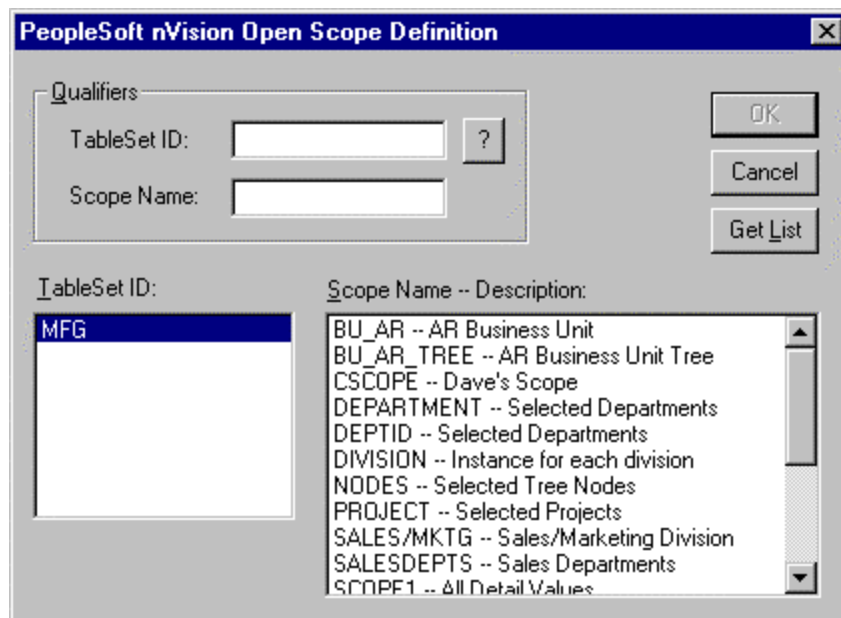 PeopleSoft nVision Open Scope Definition
Qualifiers
TableSet ID:
?
Scope Name:
OK
Cancel
Get List
TableSet ID:
MFG
Scope Name -- Description:
BU_AR -- AR Business Unit
BU_AR_TREE -- AR Business Unit Tree
CSCOPE -- Dave's Scope
DEPARTMENT -- Selected Departments
DEPTID -- Selected Departments
DIVISION -- Instance for each division
NODES -- Selected Tree Nodes
PROJECT -- Selected Projects
SALES/MKTG -- Sales/Marketing Division
SALESDEPTS -- Sales Departments
SCOPE1 -- All Detail Values